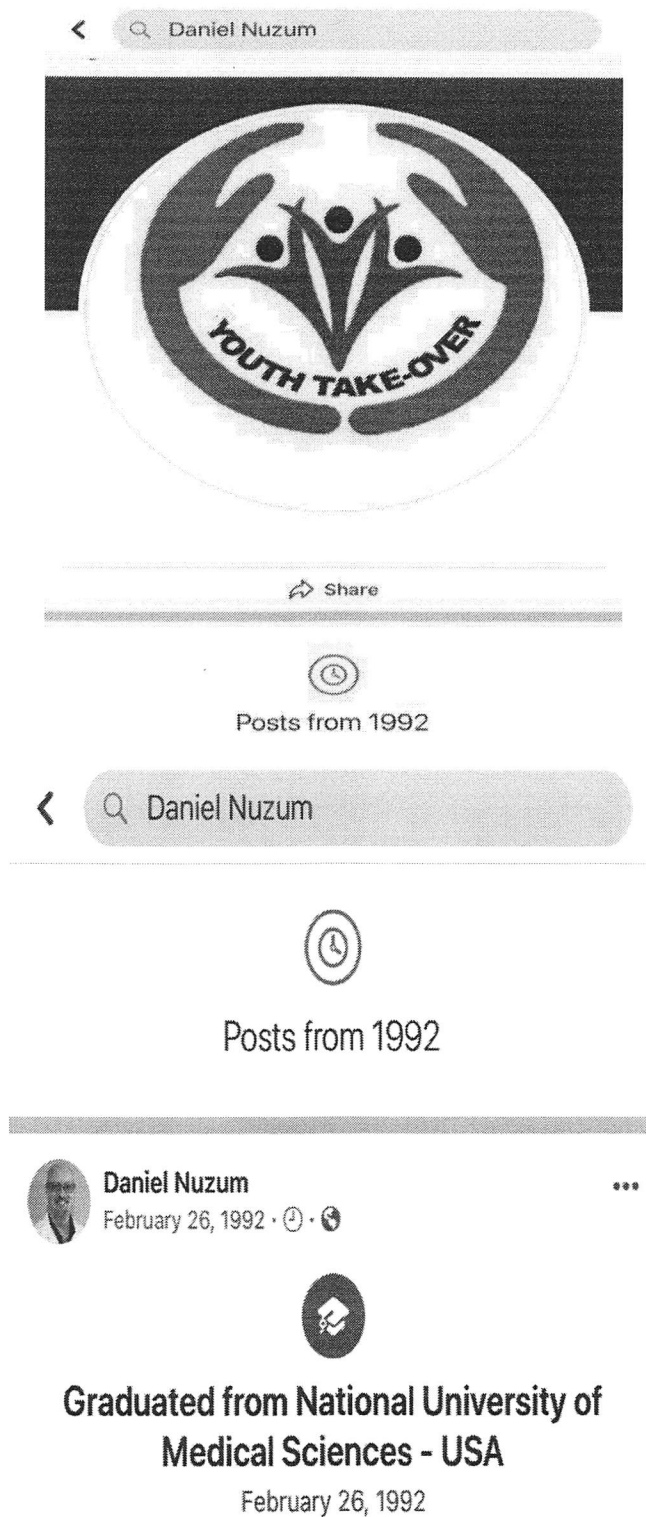 Daniel Nuzum
YOUTH TAKE-OVER
Share
Posts from 1992
Daniel Nuzum
Posts from 1992
Daniel Nuzum
February 26, 1992 ·  ·
Graduated from National University of
Medical Sciences - USA
February 26, 1992